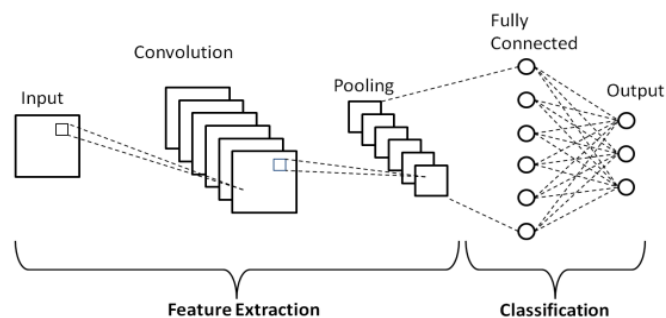 Input
Convolution
Pooling
Fully
Connected
Output
Feature Extraction
Classification